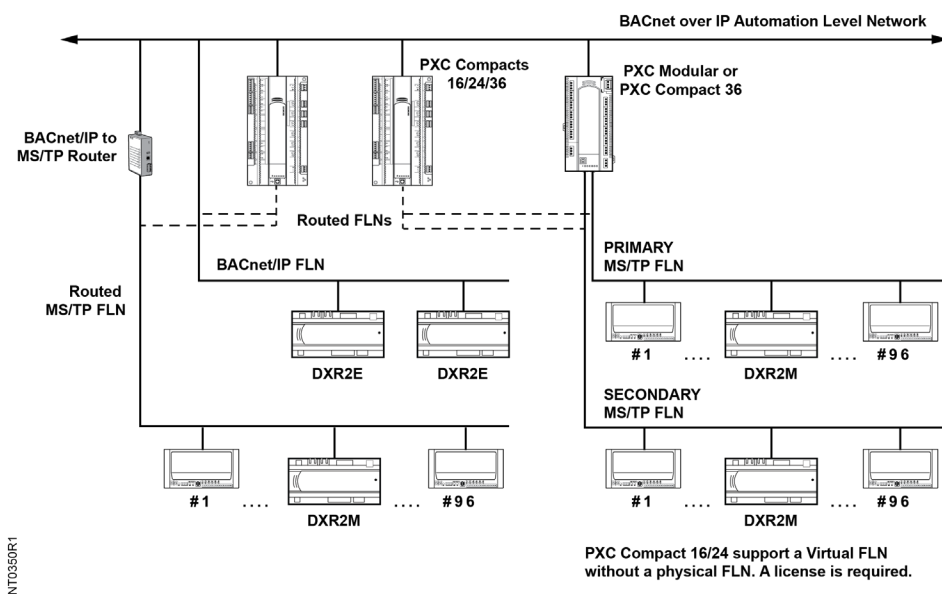 BACnet over IP Automation Level Network
PXC Compacts
16/24/36
PXC Modular or
PXC Compact 36
BACnet/IP to
MS/TP Router
Routed FLNs
BACnet/IP FLN
PRIMARY
MS/TP FLN
Routed
MS/TP FLN
#1 .... .... #96
DXR2E DXR2E DXR2M
SECONDARY
MS/TP FLN
#1 .... .... #96 #1 .... .... #96
DXR2M DXR2M
PXC Compact 16/24 support a Virtual FLN
without a physical FLN. A license is required.
NT0350R1